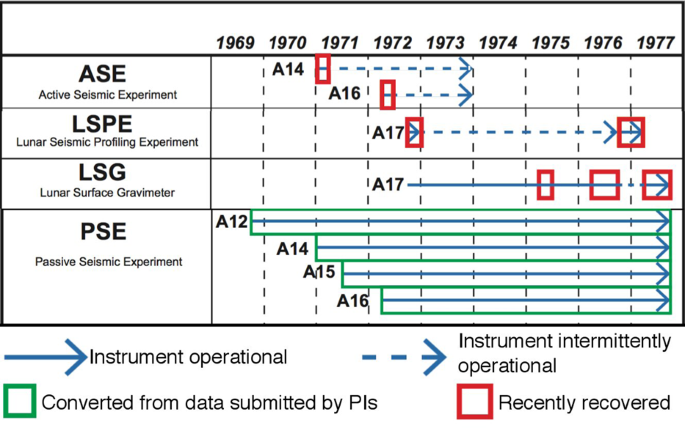 1969 1970 1971 1972 1973 1974 1975 1976 1977
ASE
Active Seismic Experiment
A14
A16
LSPE
Lunar Seismic Profiling Experiment
A17
LSG
Lunar Surface Gravimeter
A17
PSE
Passive Seismic Experiment
A12
A14
A15
A16
Instrument operational
Instrument intermittently
operational
Converted from data submitted by PIs
Recently recovered